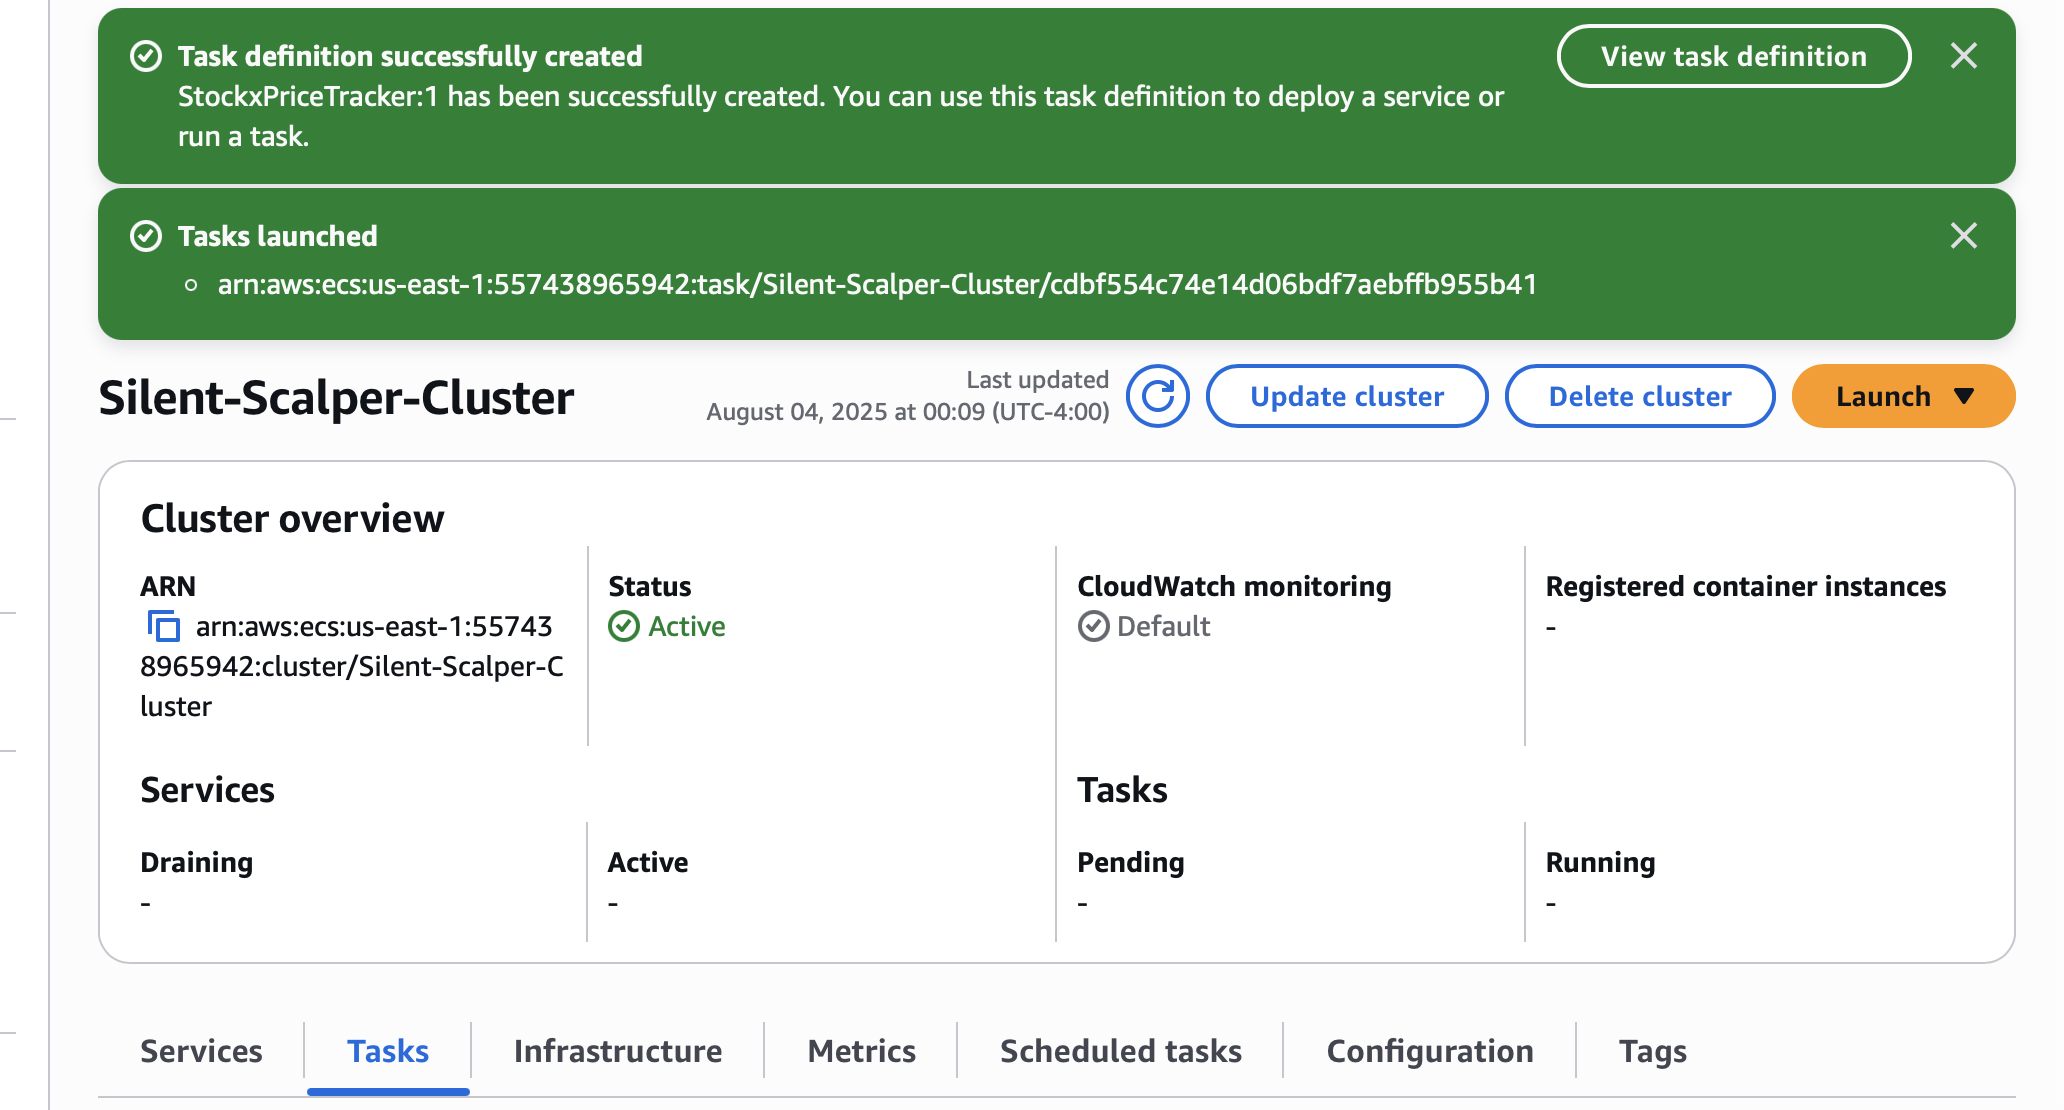 Task definition successfully created
View task definition
StockxPriceTracker:1 has been successfully created. You can use this task definition to deploy a service or
run a task.
Tasks launched
arn:aws:ecs:us-east-1:557438965942:task/Silent-Scalper-Cluster/cdbf554c74e14d06bdf7aebffb955b41
Silent-Scalper-Cluster
Last updated
August 04, 2025 at 00:09 (UTC-4:00)
Update cluster
Delete cluster
Launch
Cluster overview
ARN
arn:aws:ecs:us-east-1:55743
8965942:cluster/Silent-Scalper-C
luster
Status
Active
CloudWatch monitoring
Default
Registered container instances
-
Services
Tasks
Draining
-
Active
-
Pending
-
Running
-
Services
Tasks
Infrastructure
Metrics
Scheduled tasks
Configuration
Tags